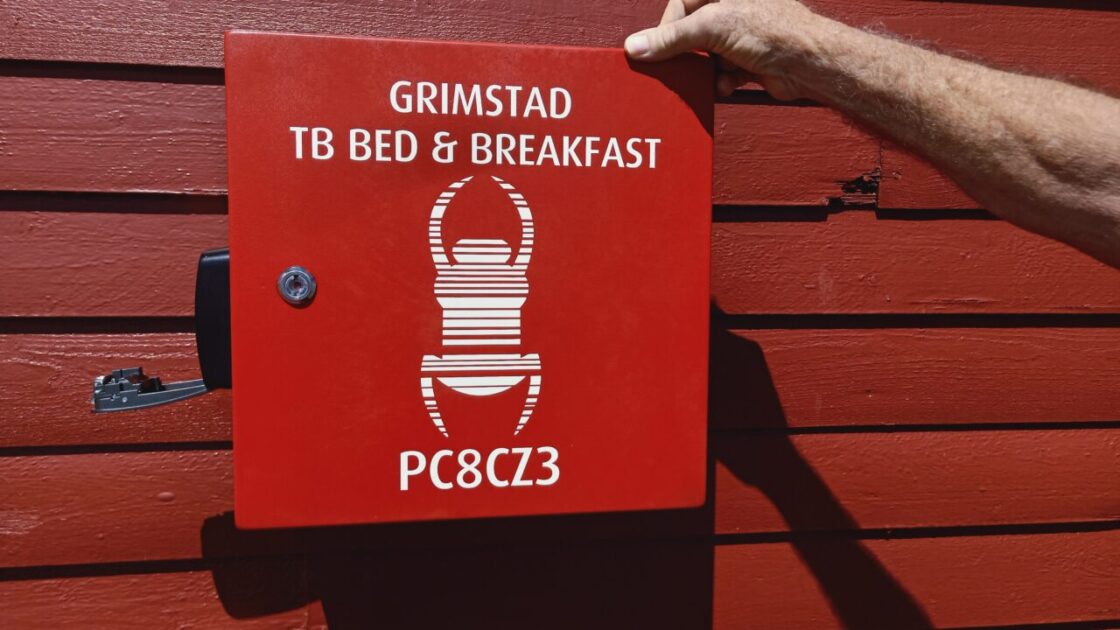 GRIMSTAD
TB BED & BREAKFAST
PC8CZ3